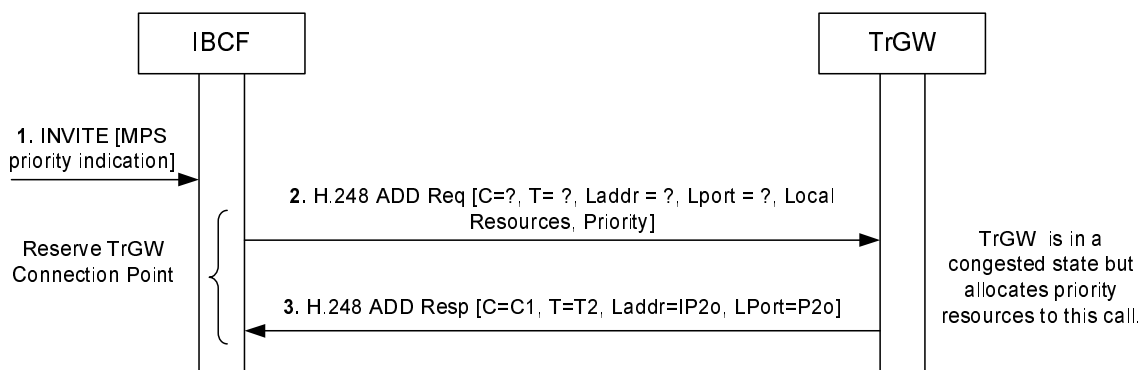 IBCF
TrGW
1. INVITE [MPS
priority indication]
2. H.248 ADD Req [C=?, T= ?, Laddr = ?, Lport = ?, Local
Resources, Priority]
Reserve TrGW
Connection Point
TrGW is in a
congested state but
allocates priority
resources to this call.
3. H.248 ADD Resp [C=C1, T=T2, Laddr=IP2o, LPort=P2o]